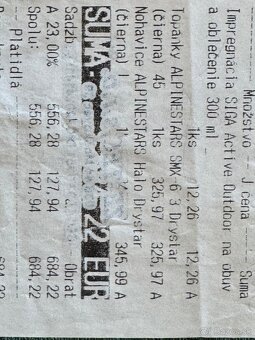 Množstvo J cena Suma
Impregnácia SIGA Active Outdoor na obuv
a oblečenie 300 ml
1ks 12,26 12,26 A
Topánky ALPINESTARS SMX 6 3 Drystar
(čierna) 45 1ks 325,97 325,97 A
Nohavice ALPINESTARS Halo Drystar
(čierna) 1 345,99 A
SUMA: 22 EUR
Sadzb Obrat
A 23,00% 556,28 127,94 684,22
Spolu: 556,28 127,94 684,22
Platidlá